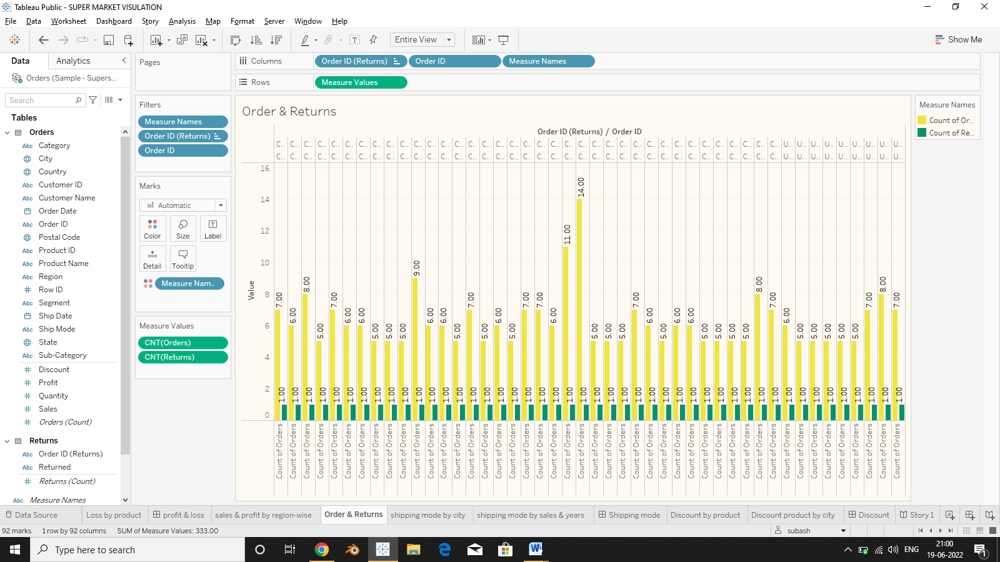 Tableau Public - SUPER MARKET VISULATION
File Data Worksheet Dashboard Story Analysis Map Format Server Window Help
Entire View
Show Me
Data Analytics
Orders (Sample - Supers...
Search
Tables
Orders
Abc Category
City
Country
Abc Customer ID
Abc Customer Name
Order Date
Abc Order ID
Postal Code
Abc Product ID
Abc Product Name
Abc Region
Row ID
Abc Segment
Ship Date
Abc Ship Mode
State
Abc Sub-Category
Discount
Profit
Quantity
Sales
Orders (Count)
Returns
Abc Order ID (Returns)
Abc Returned
Returns (Count)
Abc Measure Names
Pages
Filters
Measure Names
Order ID (Returns)
Order ID
Marks
Automatic
Color Size Label
Detail Tooltip
Measure Nam..
Measure Values
CNT(Orders)
CNT(Returns)
Columns Order ID (Returns) Order ID Measure Names
Rows Measure Values
Order & Returns
Order ID (Returns) / Order ID
C.. C.. C.. C.. C.. C.. C.. C.. C.. C.. C.. C.. C.. C.. C.. C.. C.. C.. C.. C.. C.. C.. C.. C.. C.. C.. C.. C.. C.. C.. C.. C.. C.. C.. C.. C.. C.. U.. U.. U.. U.. U.. U.. U.. U.. U..
C.. C.. C.. C.. C.. C.. C.. C.. C.. C.. C.. C.. C.. C.. C.. C.. C.. C.. C.. C.. C.. C.. C.. C.. C.. C.. C.. C.. C.. C.. C.. C.. C.. C.. C.. C.. C.. U.. U.. U.. U.. U.. U.. U.. U.. U..
Value
16
14
12
10
8
6
4
2
0
7.00 6.00 8.00 5.00 7.00 6.00 6.00 5.00 5.00 5.00 9.00 6.00 6.00 5.00 7.00 5.00 6.00 5.00 7.00 7.00 6.00 11.00 14.00 5.00 5.00 5.00 7.00 6.00 5.00 6.00 6.00 5.00 5.00 5.00 5.00 8.00 7.00 6.00 5.00 5.00 5.00 5.00 5.00 7.00 8.00 7.00
1.00 1.00 1.00 1.00 1.00 1.00 1.00 1.00 1.00 1.00 1.00 1.00 1.00 1.00 1.00 1.00 1.00 1.00 1.00 1.00 1.00 1.00 1.00 1.00 1.00 1.00 1.00 1.00 1.00 1.00 1.00 1.00 1.00 1.00 1.00 1.00 1.00 1.00 1.00 1.00 1.00 1.00 1.00 1.00 1.00 1.00
Count of Orders Count of Orders Count of Orders Count of Orders Count of Orders Count of Orders Count of Orders Count of Orders Count of Orders Count of Orders Count of Orders Count of Orders Count of Orders Count of Orders Count of Orders Count of Orders Count of Orders Count of Orders Count of Orders Count of Orders Count of Orders Count of Orders Count of Orders Count of Orders Count of Orders Count of Orders Count of Orders Count of Orders Count of Orders Count of Orders Count of Orders Count of Orders Count of Orders Count of Orders Count of Orders Count of Orders Count of Orders Count of Orders Count of Orders Count of Orders Count of Orders Count of Orders Count of Orders Count of Orders Count of Orders Count of Orders
Measure Names
Count of Or..
Count of Re..
Data Source Loss by product profit & loss sales & profit by region-wise Order & Returns shipping mode by city shipping mode by sales & years Shipping mode Discount by product Discount product by city Discount Story 1
92 marks 1 row by 92 columns SUM of Measure Values: 333.00 subash
Type here to search
ENG
21:00
19-06-2022
1